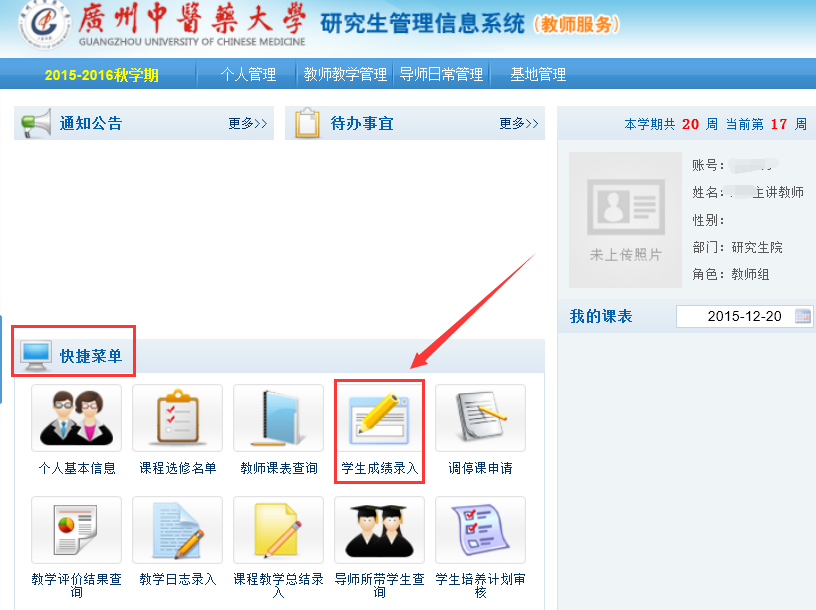 廣州中醫藥大學
GUANGZHOU UNIVERSITY OF CHINESE MEDICINE
研究生管理信息系统(教师服务)
2015-2016秋学期 个人管理 教师教学管理 导师日常管理 基地管理
通知公告 更多>>
待办事宜 更多>>
本学期共 20 周 当前第 17 周
账号:
姓名: 主讲教师
性别:
部门: 研究生院
角色: 教师组
未上传照片
我的课表 2015-12-20
快捷菜单
个人基本信息
课程选修名单
教师课表查询
学生成绩录入
调停课申请
教学评价结果查
询
教学日志录入
课程教学总结录
入
导师所带学生查
询
学生培养计划审
核